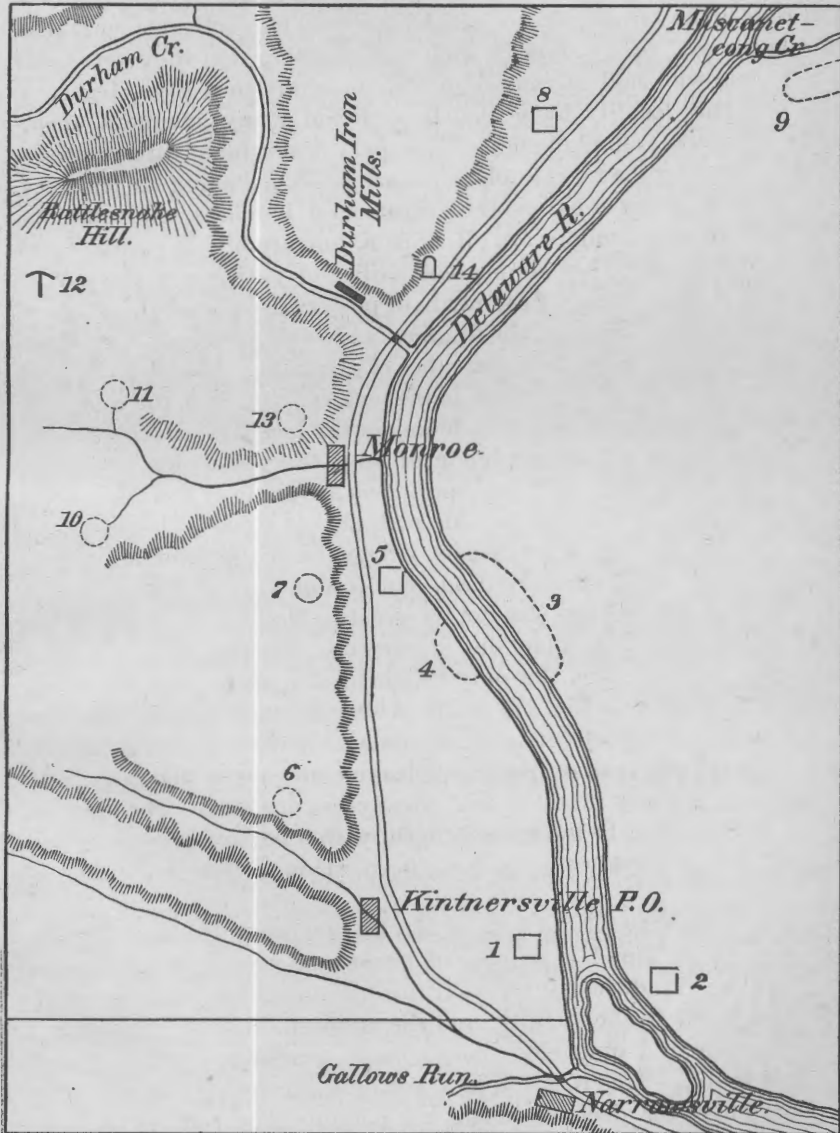 Muscanet-
cong Cr.
Durham Cr.
8
9
Durham Iron
Mills.
Rattlesnake
Hill.
14
12
Delaware R.
11
13
Monroe.
10
5
7
3
4
6
Kintnersville P.O.
1
2
Gallows Run.
Narrowsville.